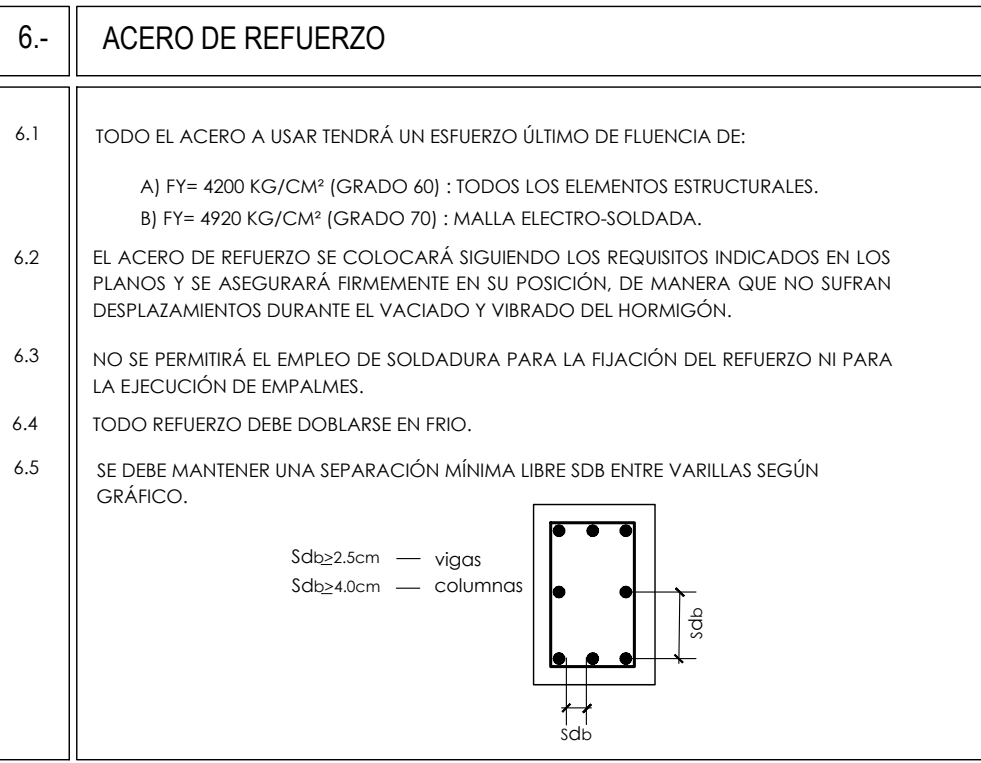 6.- ACERO DE REFUERZO
6.1 TODO EL ACERO A USAR TENDRÁ UN ESFUERZO ÚLTIMO DE FLUENCIA DE:
A) FY= 4200 KG/CM² (GRADO 60) : TODOS LOS ELEMENTOS ESTRUCTURALES.
B) FY= 4920 KG/CM² (GRADO 70) : MALLA ELECTRO-SOLDADA.
6.2 EL ACERO DE REFUERZO SE COLOCARÁ SIGUIENDO LOS REQUISITOS INDICADOS EN LOS
PLANOS Y SE ASEGURARÁ FIRMEMENTE EN SU POSICIÓN, DE MANERA QUE NO SUFRAN
DESPLAZAMIENTOS DURANTE EL VACIADO Y VIBRADO DEL HORMIGÓN.
6.3 NO SE PERMITIRÁ EL EMPLEO DE SOLDADURA PARA LA FIJACIÓN DEL REFUERZO NI PARA
LA EJECUCIÓN DE EMPALMES.
6.4 TODO REFUERZO DEBE DOBLARSE EN FRIO.
6.5 SE DEBE MANTENER UNA SEPARACIÓN MÍNIMA LIBRE SDB ENTRE VARILLAS SEGÚN
GRÁFICO.
Sdb≥2.5cm — vigas
Sdb≥4.0cm — columnas
Sdb
Sdb